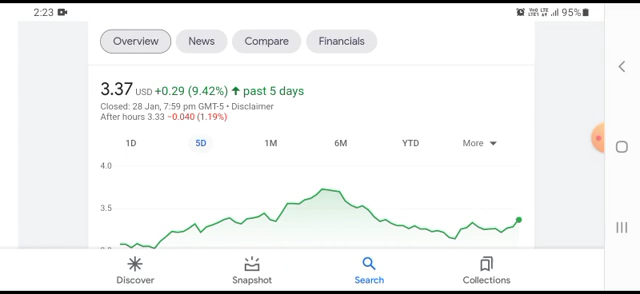 2:23
95%
Overview
News
Compare
Financials
3.37 USD +0.29 (9.42%) past 5 days
Closed: 28 Jan, 7:59 pm GMT-5 • Disclaimer
After hours 3.33 −0.040 (1.19%)
1D
5D
1M
6M
YTD
More
4.0
3.5
Discover
Snapshot
Search
Collections